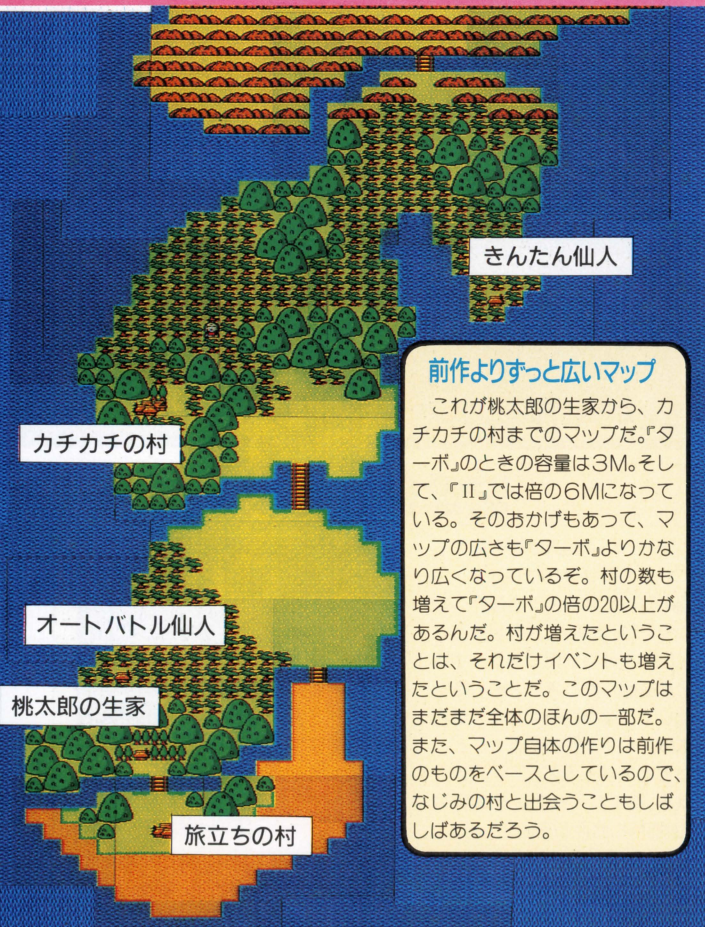 きんたん仙人
前作よりずっと広いマップ
これが桃太郎の生家から、カ
チカチの村までのマップだ。『タ
ーボ』のときの容量は3M。そし
て、『II』では倍の6Mになって
いる。そのおかげもあって、マ
ップの広さも『ターボ』よりかな
り広くなっているぞ。村の数も
増えて『ターボ』の倍の20以上が
あるんだ。村が増えたというこ
とは、それだけイベントも増え
たということだ。このマップは
まだまだ全体のほんの一部だ。
また、マップ自体の作りは前作
のものをベースとしているので、
なじみの村と出会うこともしば
しばあるだろう。
カチカチの村
オートバトル仙人
桃太郎の生家
旅立ちの村